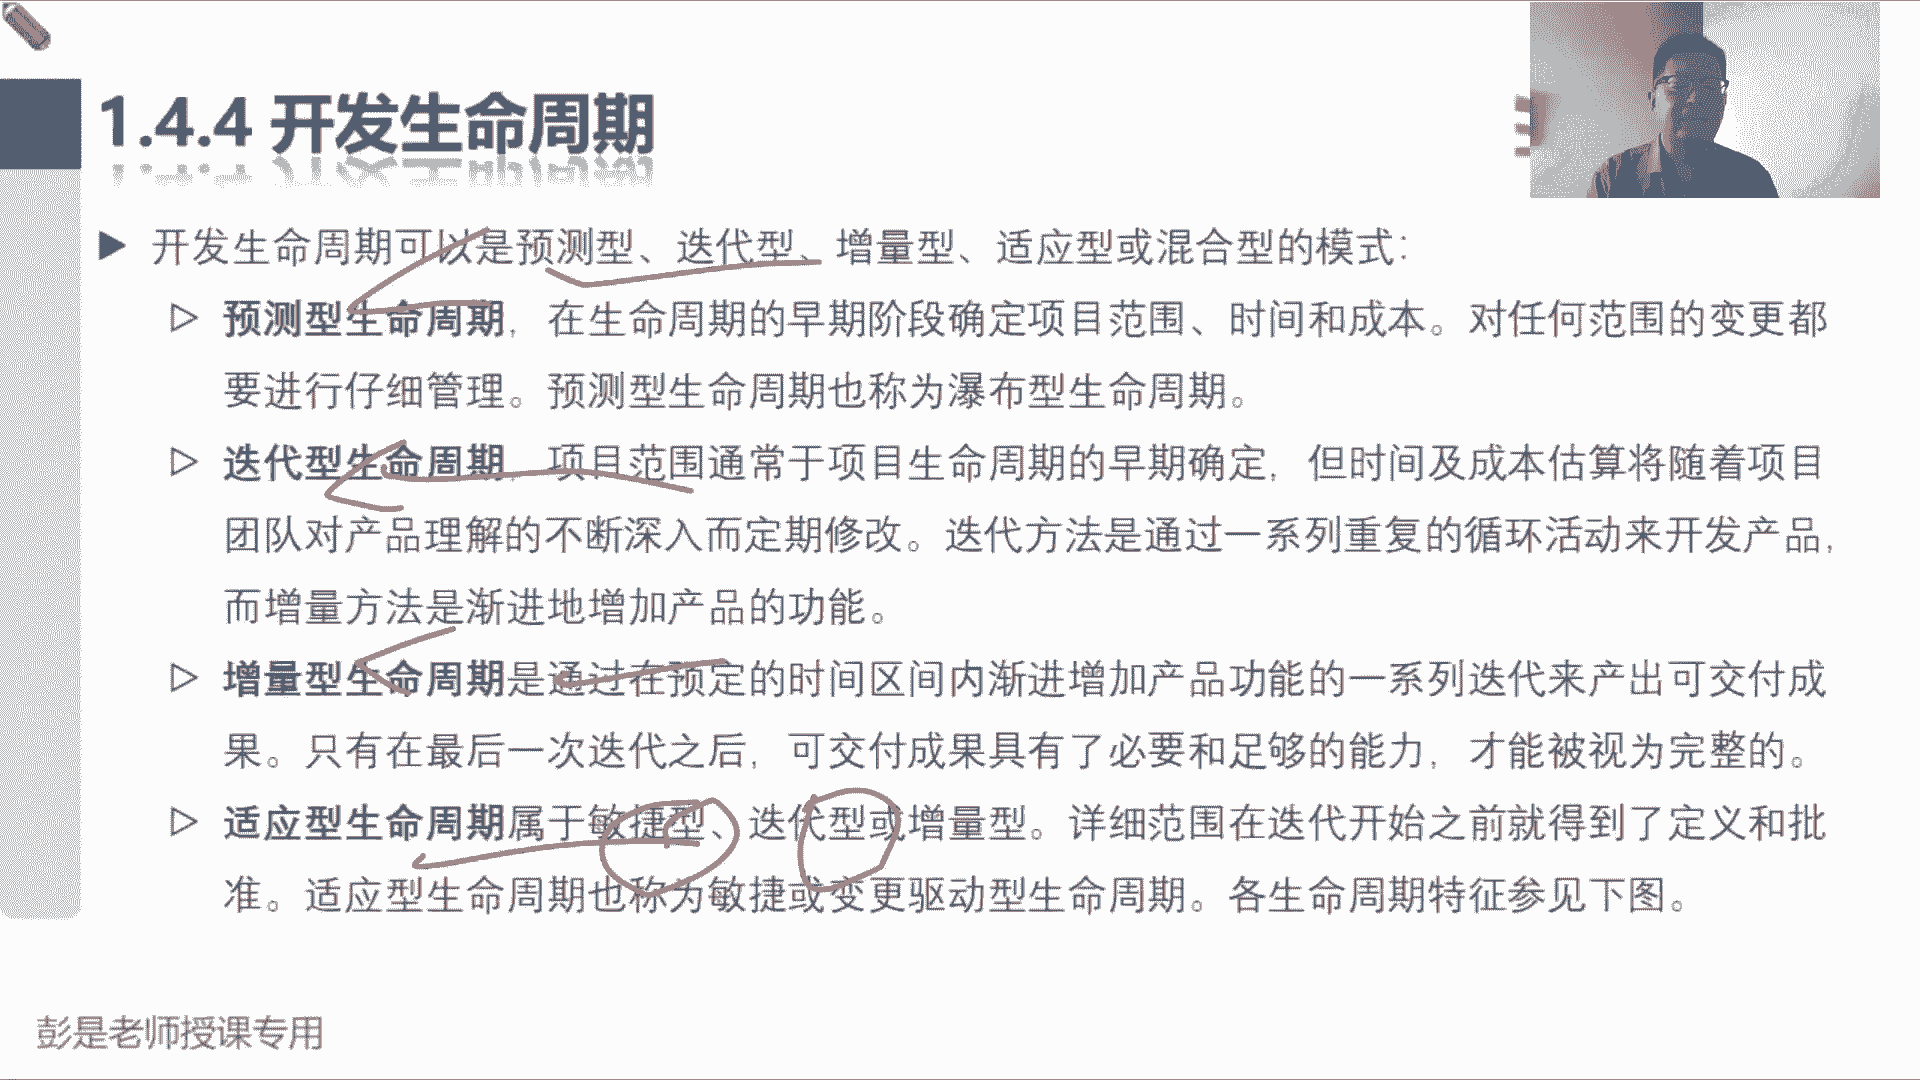 1.4.4 开发生命周期
开发生命周期可以是预测型、迭代型、增量型、适应型或混合型的模式：
预测型生命周期，在生命周期的早期阶段确定项目范围、时间和成本。对任何范围的变更都
要进行仔细管理。预测型生命周期也称为瀑布型生命周期。
迭代型生命周期，项目范围通常于项目生命周期的早期确定，但时间及成本估算将随着项目
团队对产品理解的不断深入而定期修改。迭代方法是通过一系列重复的循环活动来开发产品，
而增量方法是渐进地增加产品的功能。
增量型生命周期是通过在预定的时间区间内渐进增加产品功能的一系列迭代来产出可交付成
果。只有在最后一次迭代之后，可交付成果具有了必要和足够的能力，才能被视为完整的。
适应型生命周期属于敏捷型、迭代型或增量型。详细范围在迭代开始之前就得到了定义和批
准。适应型生命周期也称为敏捷或变更驱动型生命周期。各生命周期特征参见下图。
彭是老师授课专用